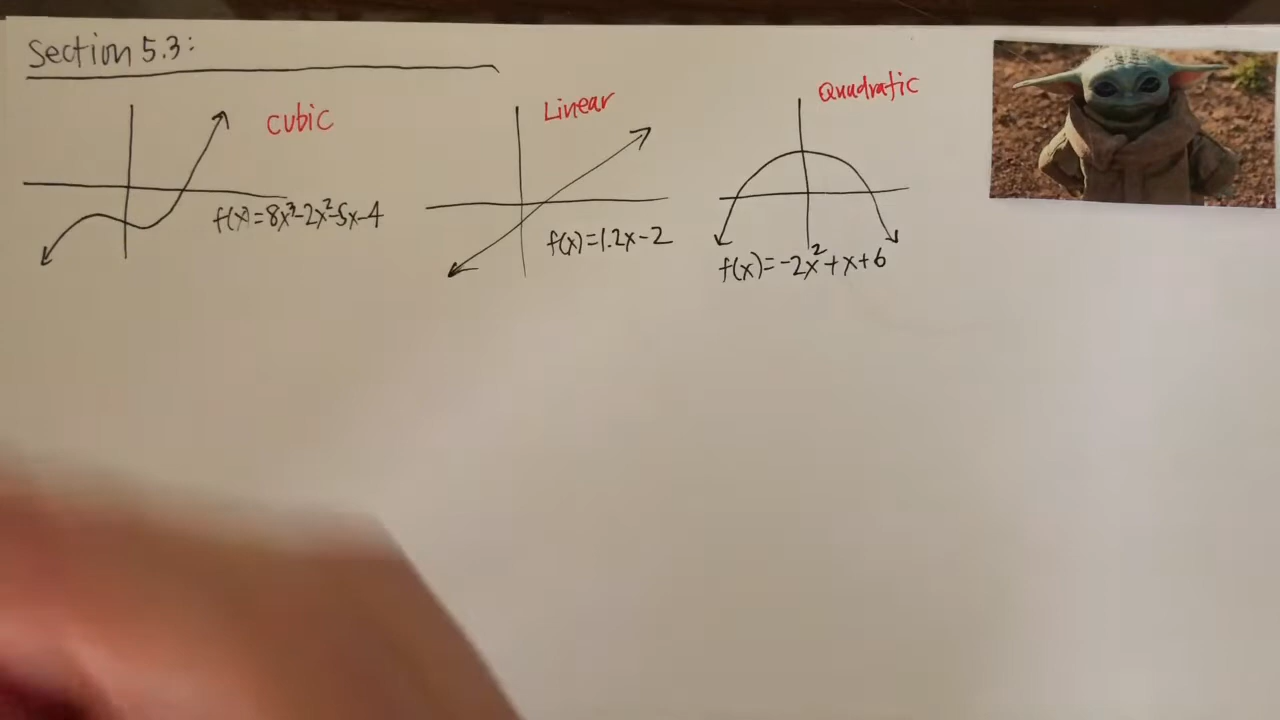 Section 5.3:
cubic
f(x)=8x³-2x²-5x-4
Linear
f(x)=1.2x-2
Quadratic
f(x)=-2x²+x+6